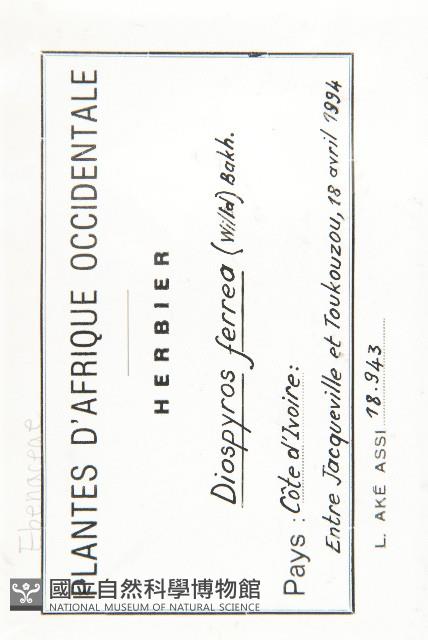 Ebenaceae
PLANTES D'AFRIQUE OCCIDENTALE
HERBIER
Diospyros ferrea (Willd) Bakh.
Pays : Côte d'Ivoire:
Entre Jacqueville et Toukouzou, 18 avril 1994
L. AKÉ ASSI 18.943
國立自然科學博物館
NATIONAL MUSEUM OF NATURAL SCIENCE